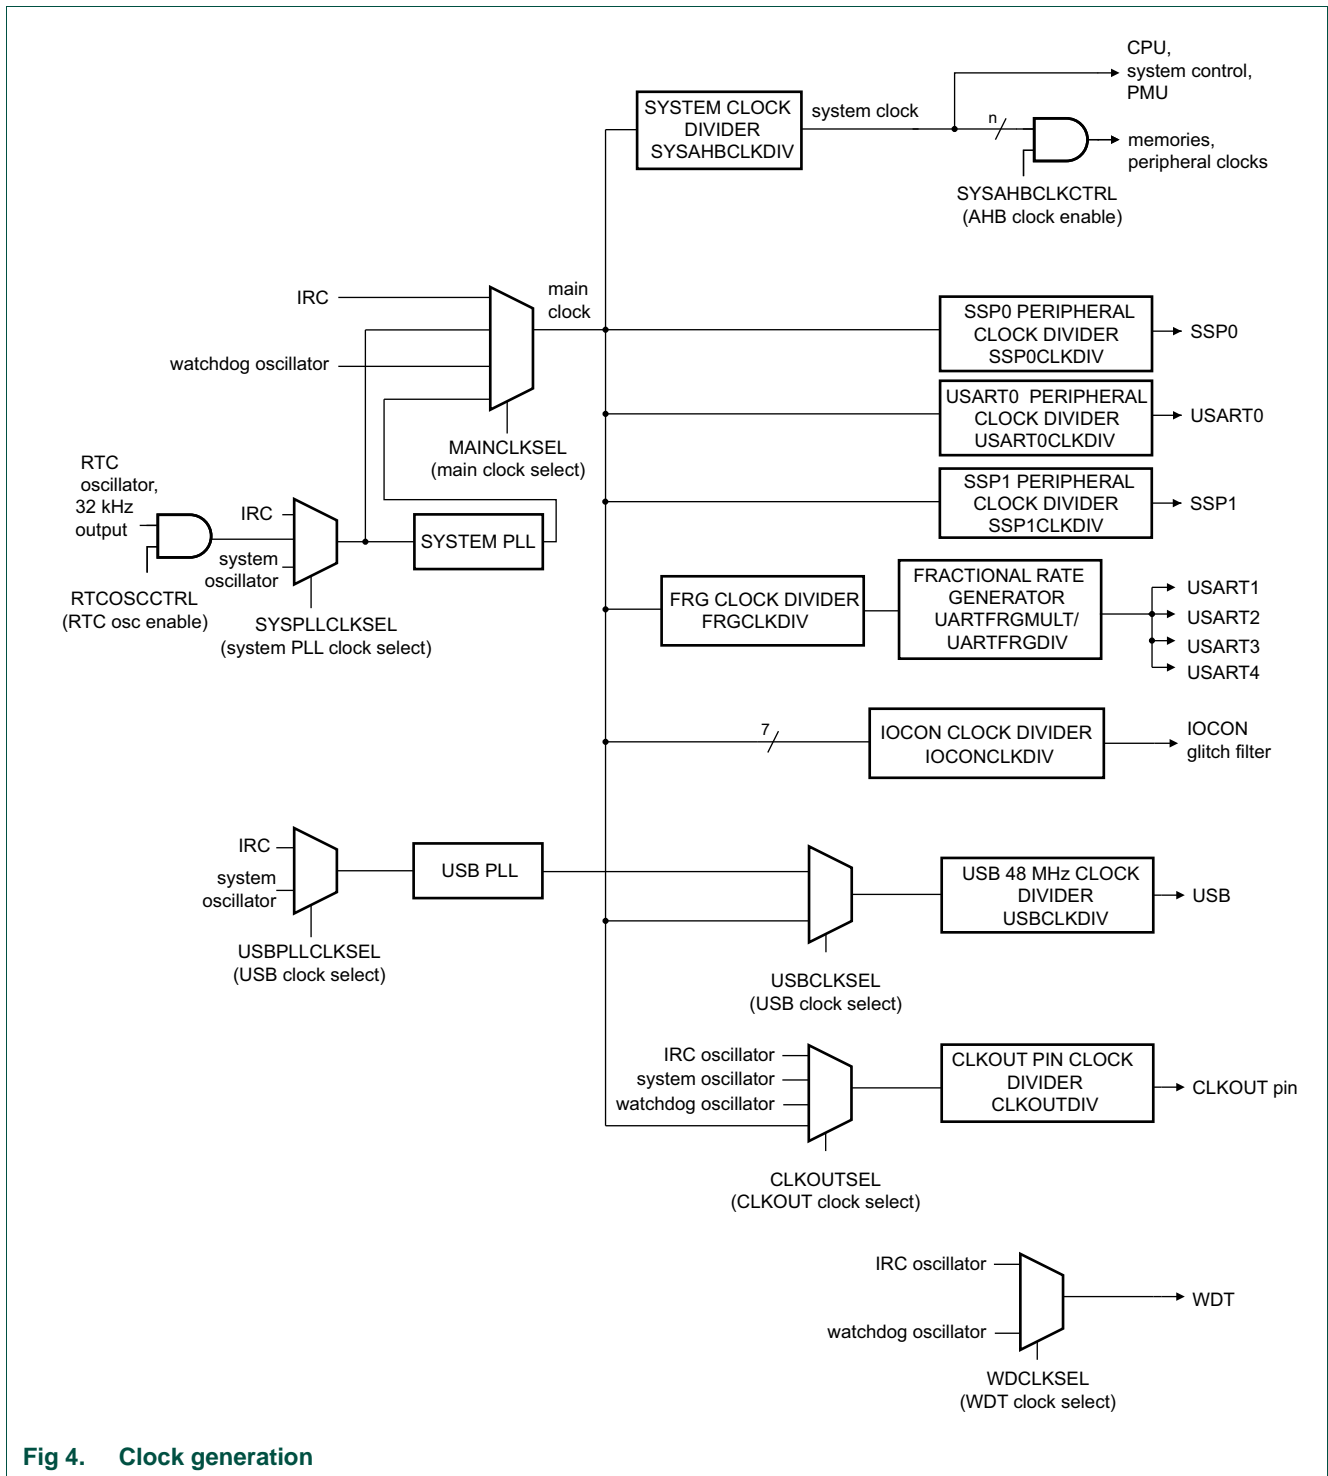 CPU,
system control,
PMU
SYSTEM CLOCK
DIVIDER
SYSAHBCLKDIV
system clock
n
memories,
peripheral clocks
SYSAHBCLKCTRL
(AHB clock enable)
IRC
main
clock
watchdog oscillator
MAINCLKSEL
(main clock select)
SSP0 PERIPHERAL
CLOCK DIVIDER
SSP0CLKDIV
SSP0
USART0 PERIPHERAL
CLOCK DIVIDER
USART0CLKDIV
USART0
SSP1 PERIPHERAL
CLOCK DIVIDER
SSP1CLKDIV
SSP1
RTC
oscillator,
32 kHz
output
RTCOSCCTRL
(RTC osc enable)
IRC
system
oscillator
SYSPLLCLKSEL
(system PLL clock select)
SYSTEM PLL
FRG CLOCK DIVIDER
FRGCLKDIV
FRACTIONAL RATE
GENERATOR
UARTFRGMULT/
UARTFRGDIV
USART1
USART2
USART3
USART4
7
IOCON CLOCK DIVIDER
IOCONCLKDIV
IOCON
glitch filter
IRC
system
oscillator
USBPLLCLKSEL
(USB clock select)
USB PLL
USBCLKSEL
(USB clock select)
USB 48 MHz CLOCK
DIVIDER
USBCLKDIV
USB
IRC oscillator
system oscillator
watchdog oscillator
CLKOUTSEL
(CLKOUT clock select)
CLKOUT PIN CLOCK
DIVIDER
CLKOUTDIV
CLKOUT pin
IRC oscillator
watchdog oscillator
WDCLKSEL
(WDT clock select)
WDT
Fig 4. Clock generation